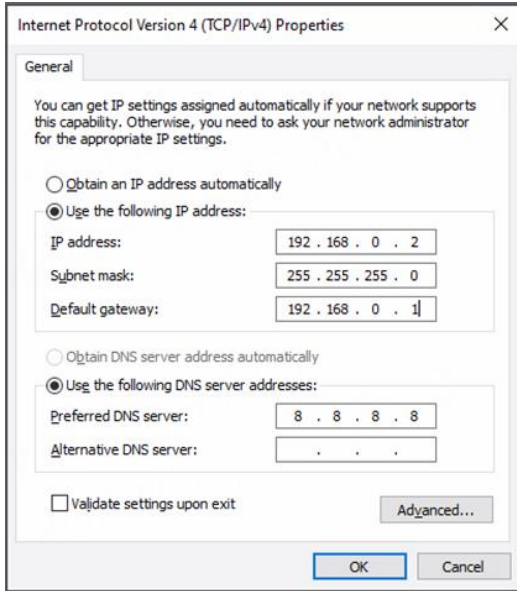 Internet Protocol Version 4 (TCP/IPv4) Properties
General
You can get IP settings assigned automatically if your network supports
this capability. Otherwise, you need to ask your network administrator
for the appropriate IP settings.
Obtain an IP address automatically
Use the following IP address:
IP address: 192 . 168 . 0 . 2
Subnet mask: 255 . 255 . 255 . 0
Default gateway: 192 . 168 . 0 . 1
Obtain DNS server address automatically
Use the following DNS server addresses:
Preferred DNS server: 8 . 8 . 8 . 8
Alternative DNS server: . . .
Validate settings upon exit
Advanced...
OK Cancel